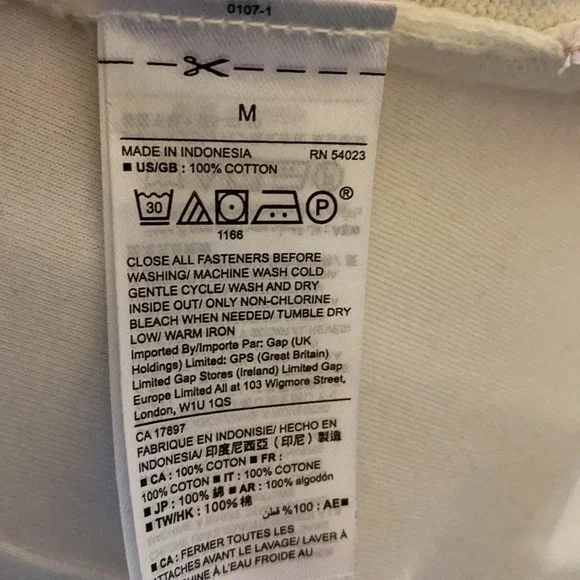 0107-1
M
MADE IN INDONESIA RN 54023
■ US/GB : 100% COTTON
30 P ®
1166
CLOSE ALL FASTENERS BEFORE
WASHING/ MACHINE WASH COLD
GENTLE CYCLE/ WASH AND DRY
INSIDE OUT/ ONLY NON-CHLORINE
BLEACH WHEN NEEDED/ TUMBLE DRY
LOW/ WARM IRON
Imported By/Importe Par: Gap (UK
Holdings) Limited: GPS (Great Britain)
Limited Gap Stores (Ireland) Limited Gap
Europe Limited All at 103 Wigmore Street,
London, W1U 1QS
CA 17897
FABRIQUE EN INDONISIE/ HECHO EN
INDONESIA/ 印度尼西亞 (印尼) 製造
■ CA : 100% COTON ■ FR :
100% COTON ■ IT : 100% COTONE
■ JP : 100% 綿 ■ AR : 100% algodón
■ TW/HK : 100% 棉 ■AE : %100 قطن
■ CA : FERMER TOUTES LES
ATTACHES AVANT LE LAVAGE/ LAVER À
MACHINE À L'EAU FROIDE AU